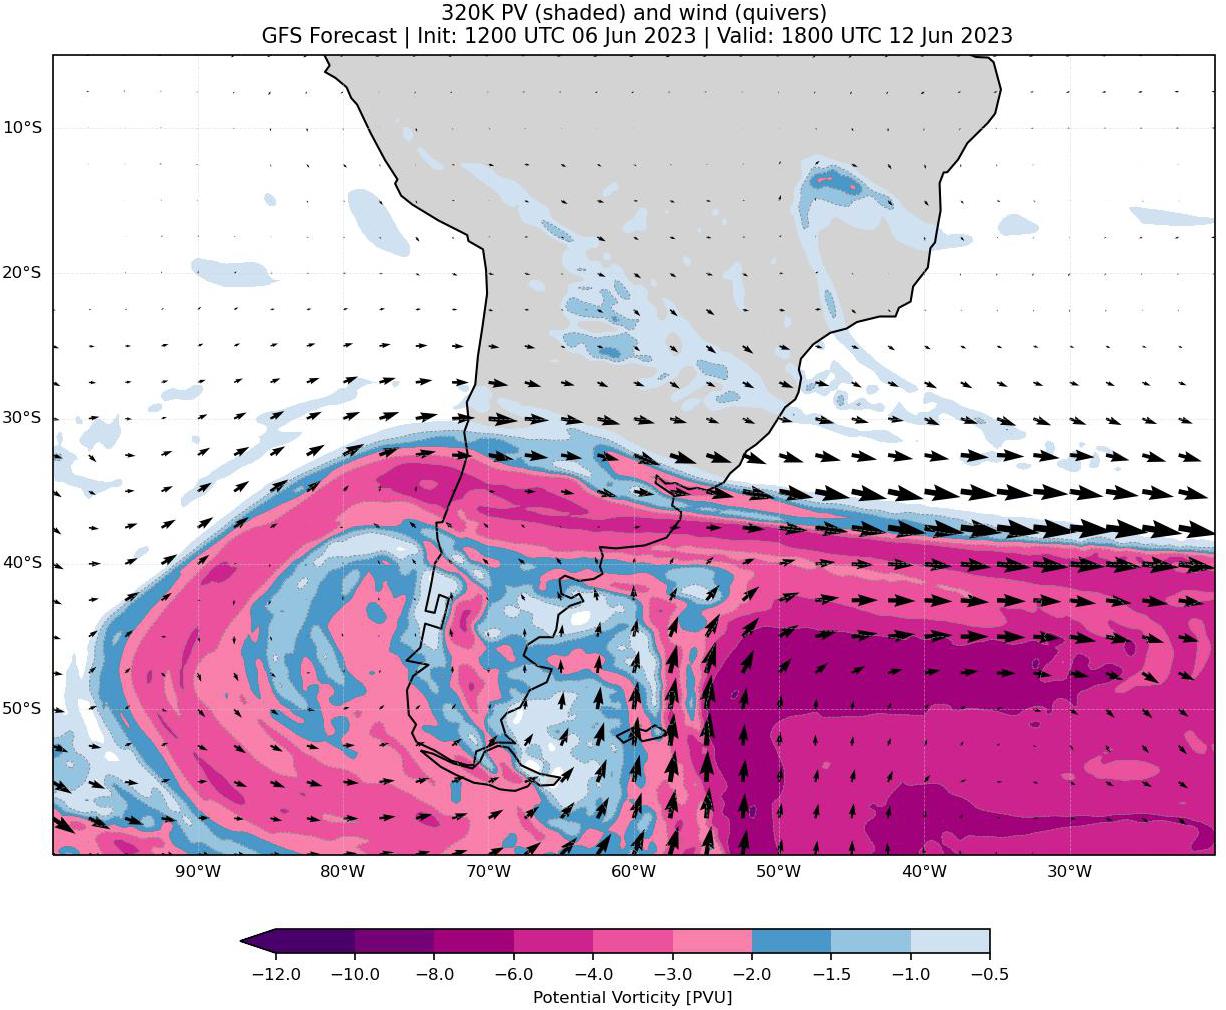 320K PV (shaded) and wind (quivers)
GFS Forecast | Init: 1200 UTC 06 Jun 2023 | Valid: 1800 UTC 12 Jun 2023
10°S
20°S
30°S
40°S
50°S
90°W
80°W
70°W
60°W
50°W
40°W
30°W
−12.0
−10.0
−8.0
−6.0
−4.0
−3.0
−2.0
−1.5
−1.0
−0.5
Potential Vorticity [PVU]